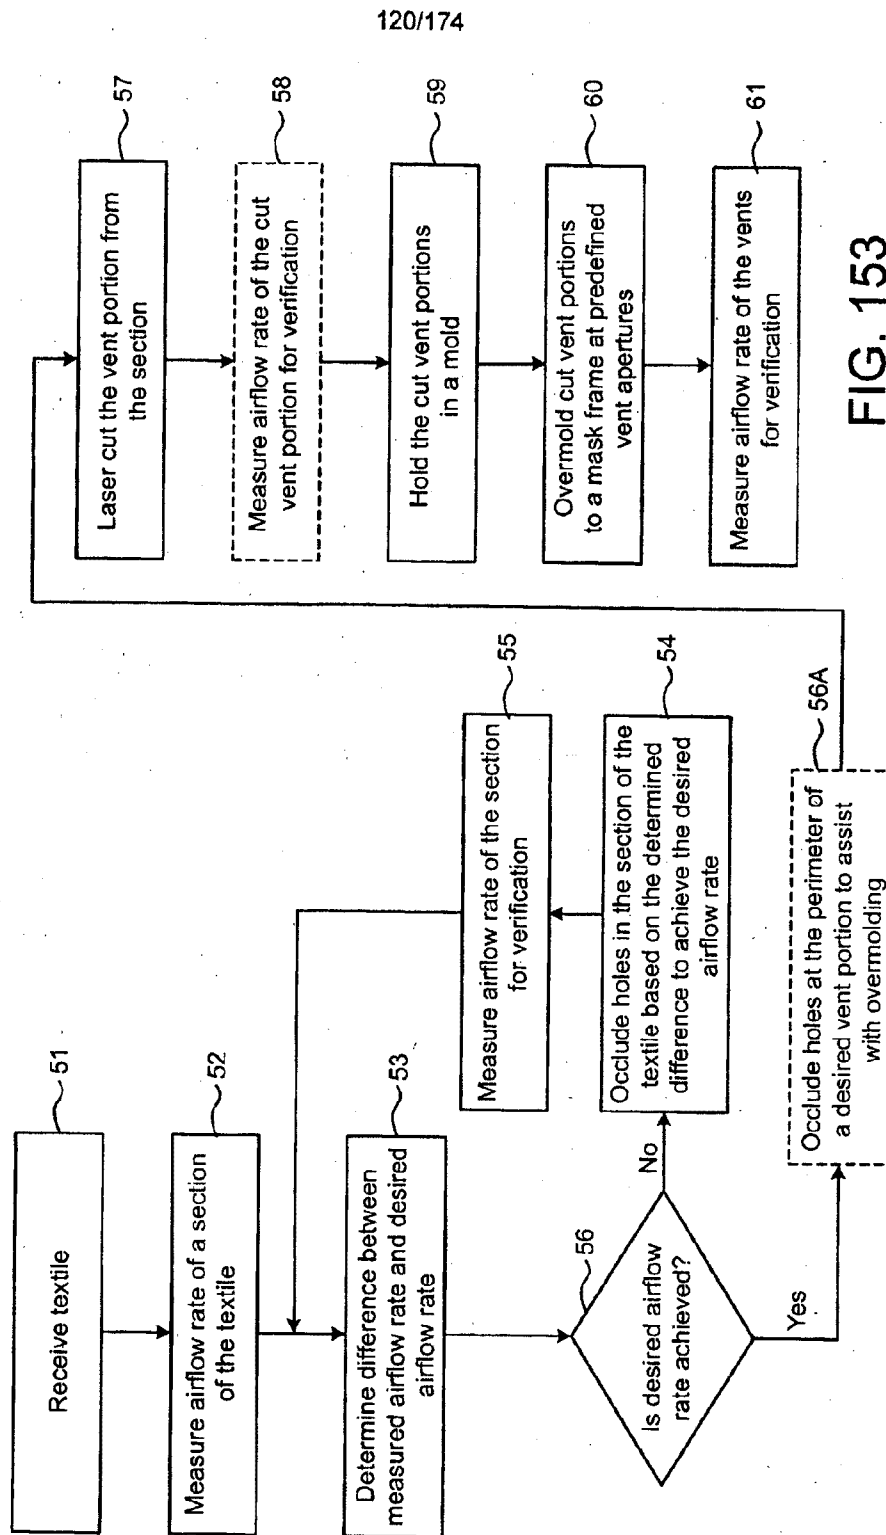 120/174
Receive textile
51
Measure airflow rate of a section
of the textile
52
Determine difference between
measured airflow rate and desired
airflow rate
53
Is desired airflow
rate achieved?
56
No
Yes
Occlude holes in the section of the
textile based on the determined
difference to achieve the desired
airflow rate
54
Measure airflow rate of the section
for verification
55
Occlude holes at the perimeter of
a desired vent portion to assist
with overmolding
56A
Laser cut the vent portion from
the section
57
Measure airflow rate of the cut
vent portion for verification
58
Hold the cut vent portions
in a mold
59
Overmold cut vent portions
to a mask frame at predefined
vent apertures
60
Measure airflow rate of the vents
for verification
61
FIG. 153